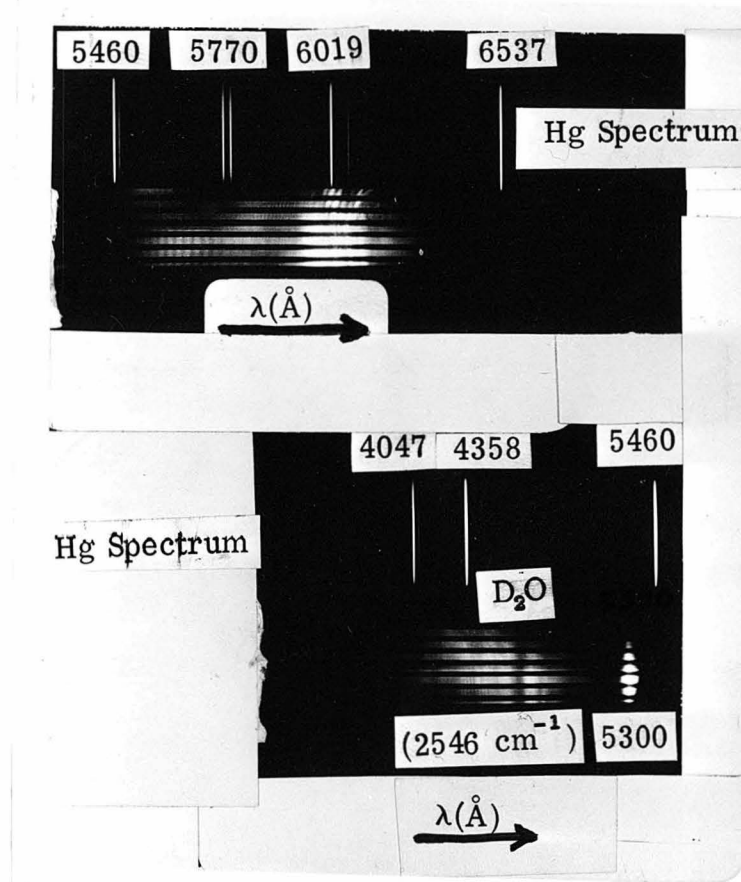 5460 5770 6019 6537
Hg Spectrum
λ(Å)
4047 4358 5460
Hg Spectrum
D₂O
(2546 cm⁻¹) 5300
λ(Å)